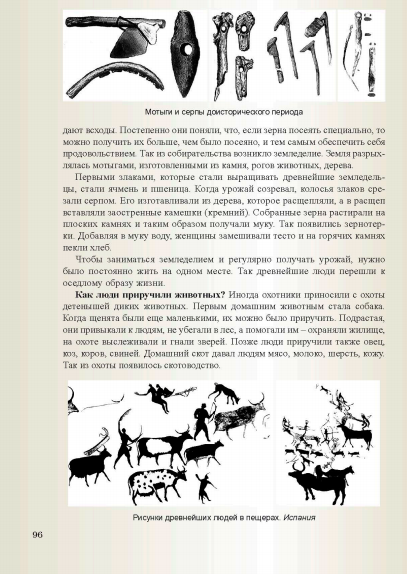 Мотыги и серпы доисторического периода
дают всходы. Постепенно они поняли, что, если зерна посеять специально, то
можно получить их больше, чем было посеяно, и тем самым обеспечить себя
продовольствием. Так из собирательства возникло земледелие. Земля разрых-
лялась мотыгами, изготовленными из камня, рогов животных, дерева.
Первыми злаками, которые стали выращивать древнейшие земледель-
цы, стали ячмень и пшеница. Когда урожай созревал, колосья злаков сре-
зали серпом. Его изготавливали из дерева, которое расщепляли, а в расщеп
вставляли заостренные камешки (кремний). Собранные зерна растирали на
плоских камнях и таким образом получали муку. Так появились зернотер-
ки. Добавляя в муку воду, женщины замешивали тесто и на горячих камнях
пекли хлеб.
Чтобы заниматься земледелием и регулярно получать урожай, нужно
было постоянно жить на одном месте. Так древнейшие люди перешли к
оседлому образу жизни.
Как люди приручили животных? Иногда охотники приносили с охоты
детенышей диких животных. Первым домашним животным стала собака.
Когда щенята были еще маленькими, их можно было приручить. Подрастая,
они привыкали к людям, не убегали в лес, а помогали им – охраняли жилище,
на охоте выслеживали и гнали зверей. Позже люди приручили также овец,
коз, коров, свиней. Домашний скот давал людям мясо, молоко, шерсть, кожу.
Так из охоты появилось скотоводство.
Рисунки древнейших людей в пещерах. Испания
96